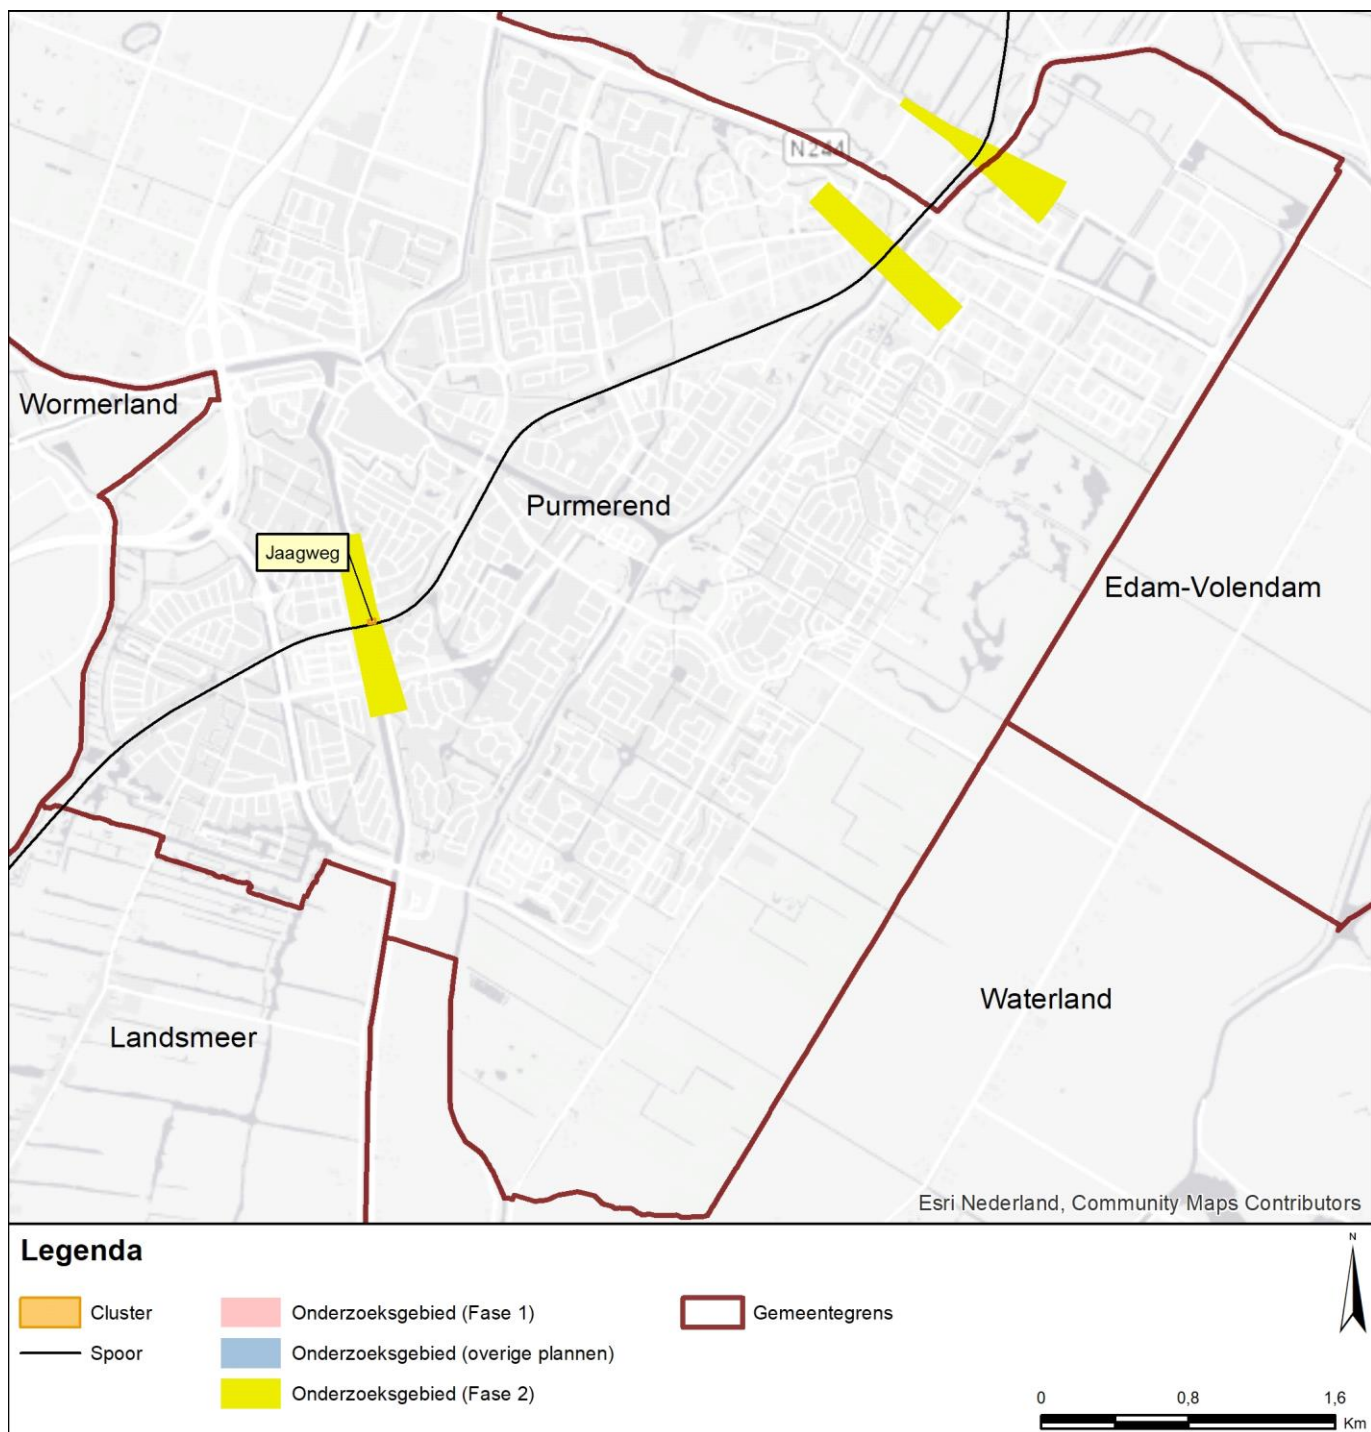 N244
Wormerland
Purmerend
Jaagweg
Edam-Volendam
Waterland
Landsmeer
Esri Nederland, Community Maps Contributors
Legenda
Cluster
Spoor
Onderzoeksgebied (Fase 1)
Onderzoeksgebied (overige plannen)
Onderzoeksgebied (Fase 2)
Gemeentegrens
N
0 0,8 1,6
Km